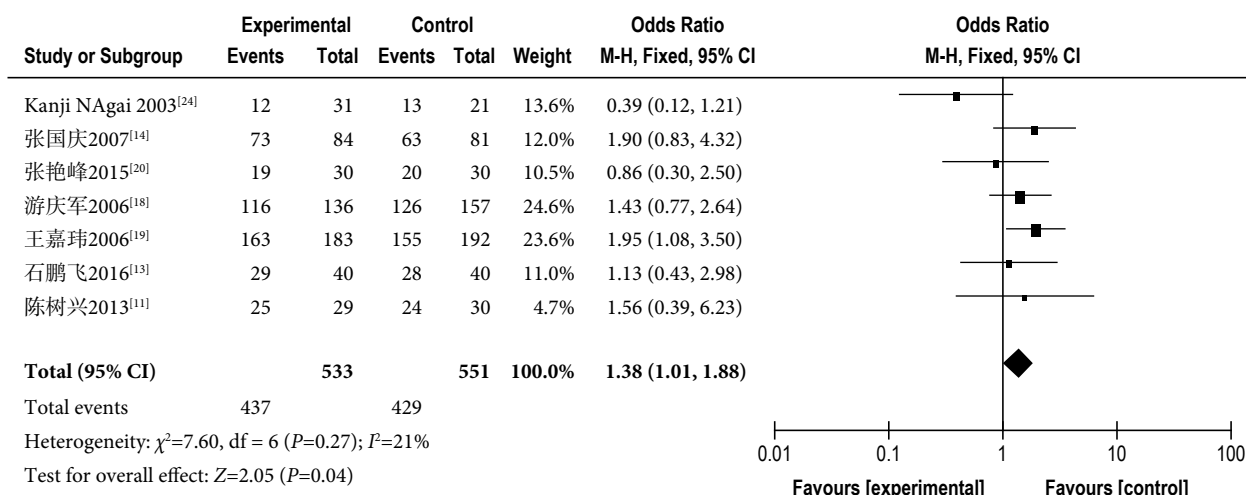 Experimental Control Odds Ratio Odds Ratio
Study or Subgroup Events Total Events Total Weight M-H, Fixed, 95% CI M-H, Fixed, 95% CI
Kanji NAgai 2003[24] 12 31 13 21 13.6% 0.39 (0.12, 1.21)
张国庆2007[14] 73 84 63 81 12.0% 1.90 (0.83, 4.32)
张艳峰2015[20] 19 30 20 30 10.5% 0.86 (0.30, 2.50)
游庆军2006[18] 116 136 126 157 24.6% 1.43 (0.77, 2.64)
王嘉玮2006[19] 163 183 155 192 23.6% 1.95 (1.08, 3.50)
石鹏飞2016[13] 29 40 28 40 11.0% 1.13 (0.43, 2.98)
陈树兴2013[11] 25 29 24 30 4.7% 1.56 (0.39, 6.23)
Total (95% CI) 533 551 100.0% 1.38 (1.01, 1.88)
Total events 437 429
Heterogeneity: χ²=7.60, df = 6 (P=0.27); I²=21%
Test for overall effect: Z=2.05 (P=0.04)
0.01 0.1 1 10 100
Favours [experimental] Favours [control]